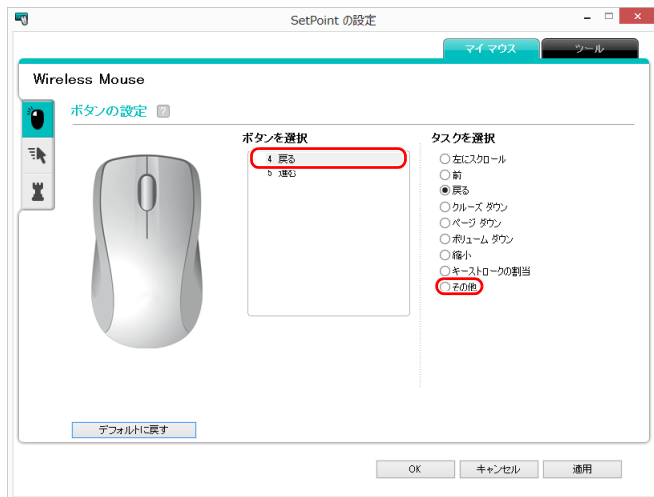 SetPoint の設定
マイ マウス
ツール
Wireless Mouse
ボタンの設定 ?
ボタンを選択
4 戻る
5 進む
タスクを選択
左にスクロール
前
戻る
クルーズ ダウン
ページ ダウン
ボリューム ダウン
縮小
キーストロークの割当
その他
デフォルトに戻す
OK
キャンセル
適用